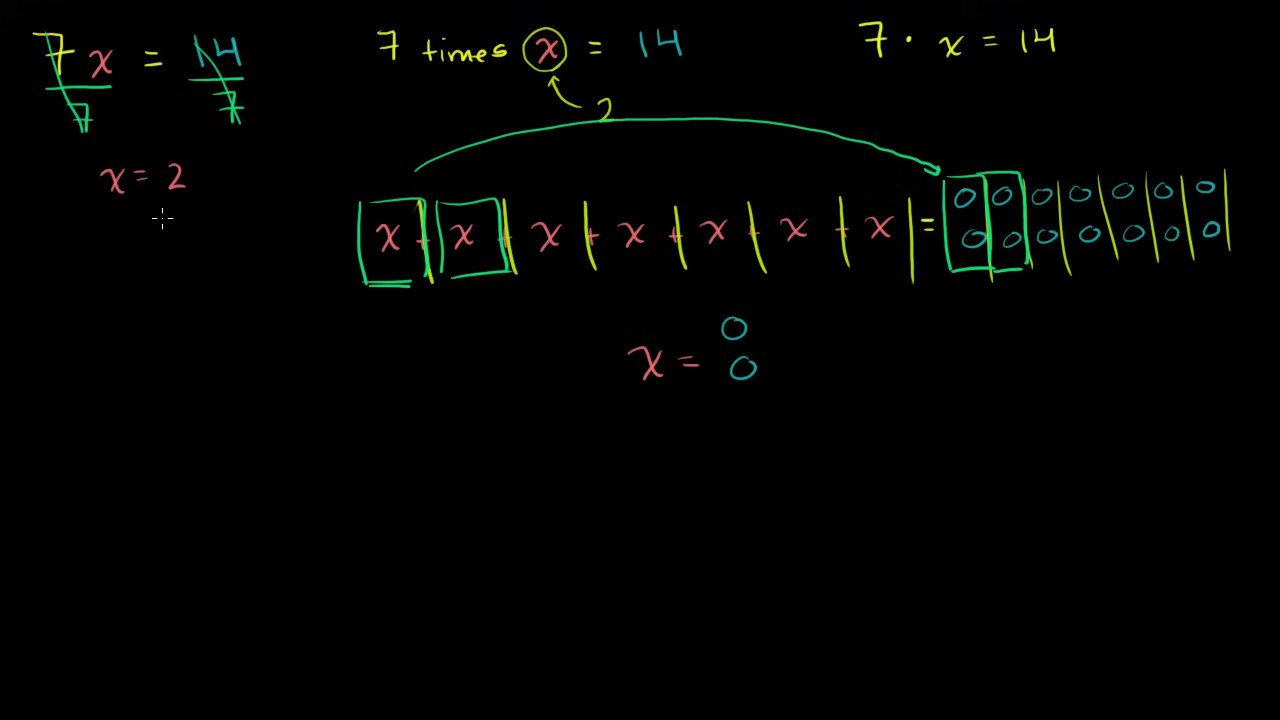 7x = 14   7 times x = 14   7 · x = 14
7   7
2
x = 2
x + x + x + x + x + x + x = 0 0 0 0 0 0 0
0 0 0 0 0 0 0
x = 0
0